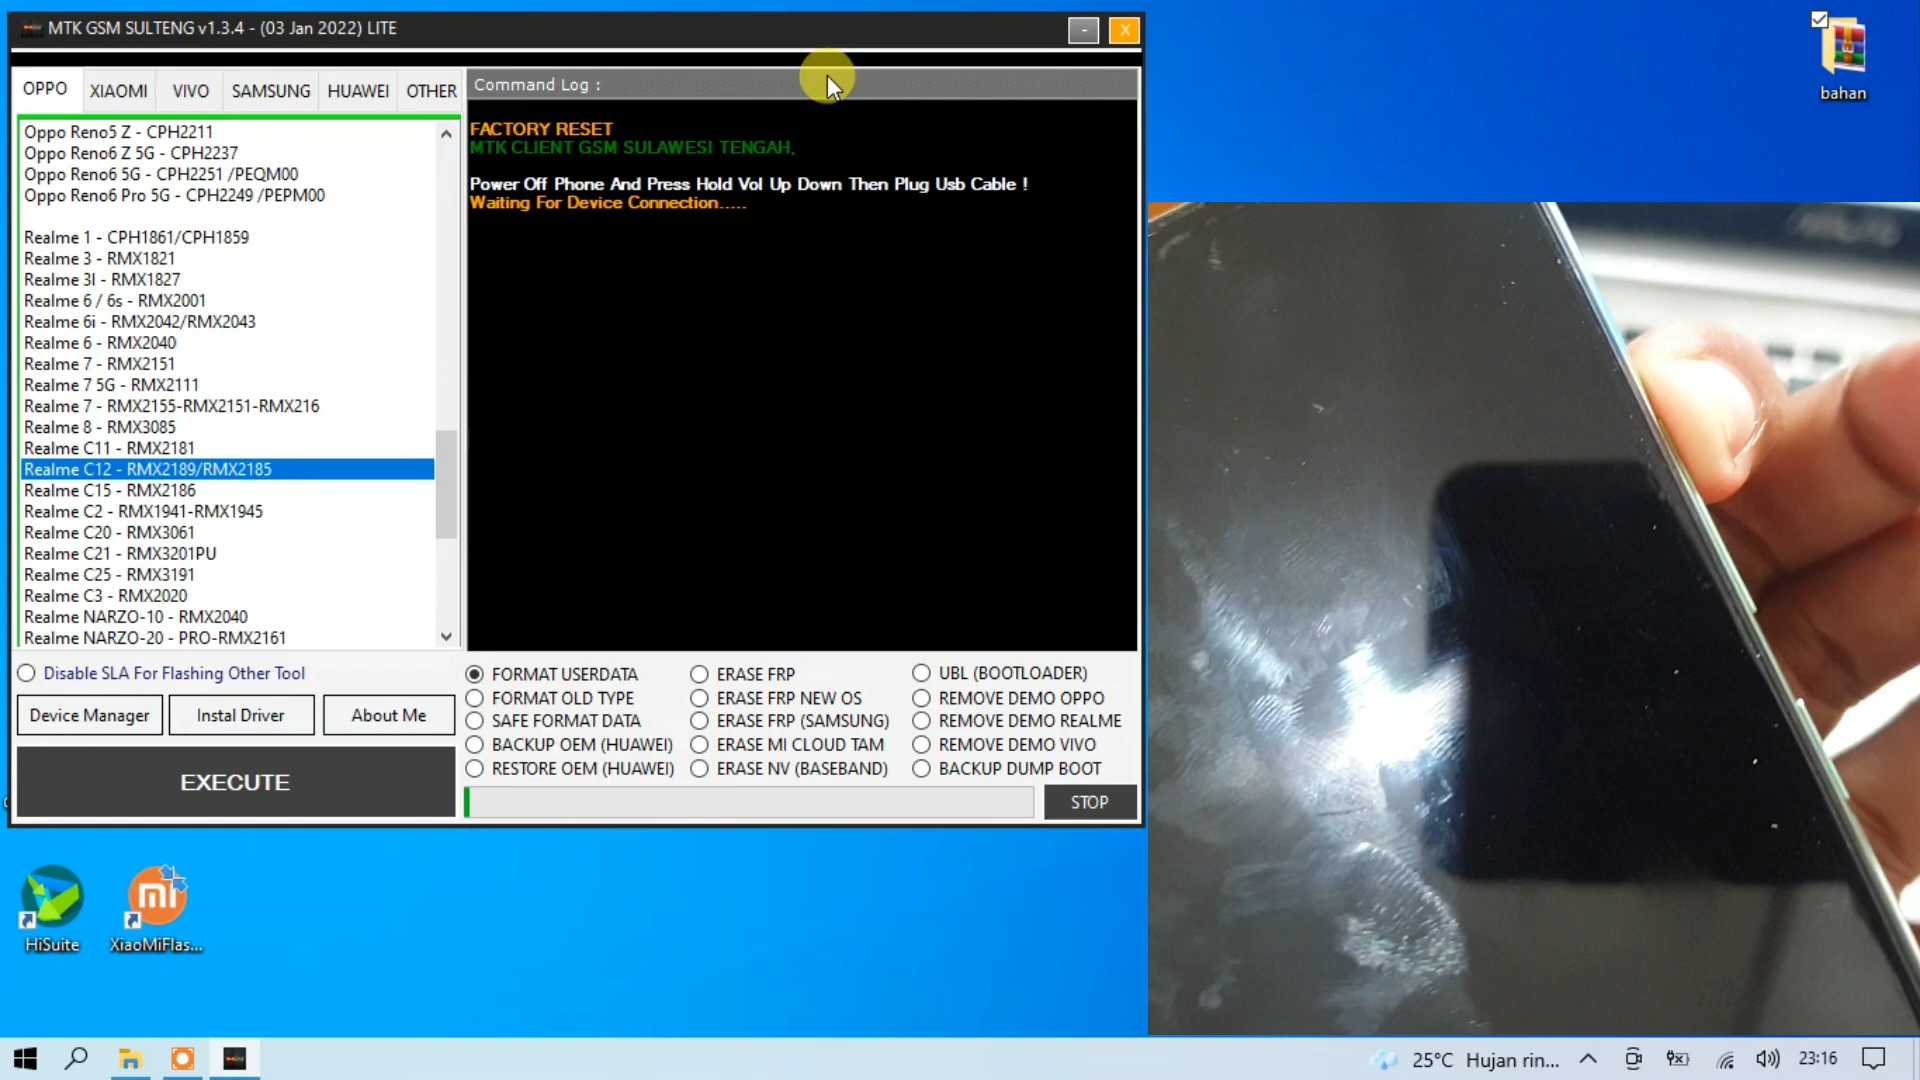 MTK GSM SULTENG v1.3.4 - (03 Jan 2022) LITE
-
X
bahan
OPPO
XIAOMI
VIVO
SAMSUNG
HUAWEI
OTHER
Command Log :
Oppo Reno5 Z - CPH2211
Oppo Reno6 Z 5G - CPH2237
Oppo Reno6 5G - CPH2251 /PEQM00
Oppo Reno6 Pro 5G - CPH2249 /PEPM00
Realme 1 - CPH1861/CPH1859
Realme 3 - RMX1821
Realme 3I - RMX1827
Realme 6 / 6s - RMX2001
Realme 6i - RMX2042/RMX2043
Realme 6 - RMX2040
Realme 7 - RMX2151
Realme 7 5G - RMX2111
Realme 7 - RMX2155-RMX2151-RMX216
Realme 8 - RMX3085
Realme C11 - RMX2181
Realme C12 - RMX2189/RMX2185
Realme C15 - RMX2186
Realme C2 - RMX1941-RMX1945
Realme C20 - RMX3061
Realme C21 - RMX3201PU
Realme C25 - RMX3191
Realme C3 - RMX2020
Realme NARZO-10 - RMX2040
Realme NARZO-20 - PRO-RMX2161
FACTORY RESET
MTK CLIENT GSM SULAWESI TENGAH.
Power Off Phone And Press Hold Vol Up Down Then Plug Usb Cable !
Waiting For Device Connection.....
Disable SLA For Flashing Other Tool
Device Manager
Instal Driver
About Me
EXECUTE
FORMAT USERDATA
FORMAT OLD TYPE
SAFE FORMAT DATA
BACKUP OEM (HUAWEI)
RESTORE OEM (HUAWEI)
ERASE FRP
ERASE FRP NEW OS
ERASE FRP (SAMSUNG)
ERASE MI CLOUD TAM
ERASE NV (BASEBAND)
UBL (BOOTLOADER)
REMOVE DEMO OPPO
REMOVE DEMO REALME
REMOVE DEMO VIVO
BACKUP DUMP BOOT
STOP
HiSuite
XiaoMiFlas...
25°C Hujan rin...
23:16